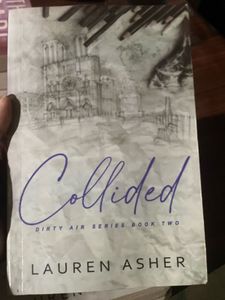 Collided
DIRTY AIR SERIES BOOK TWO
LAUREN ASHER